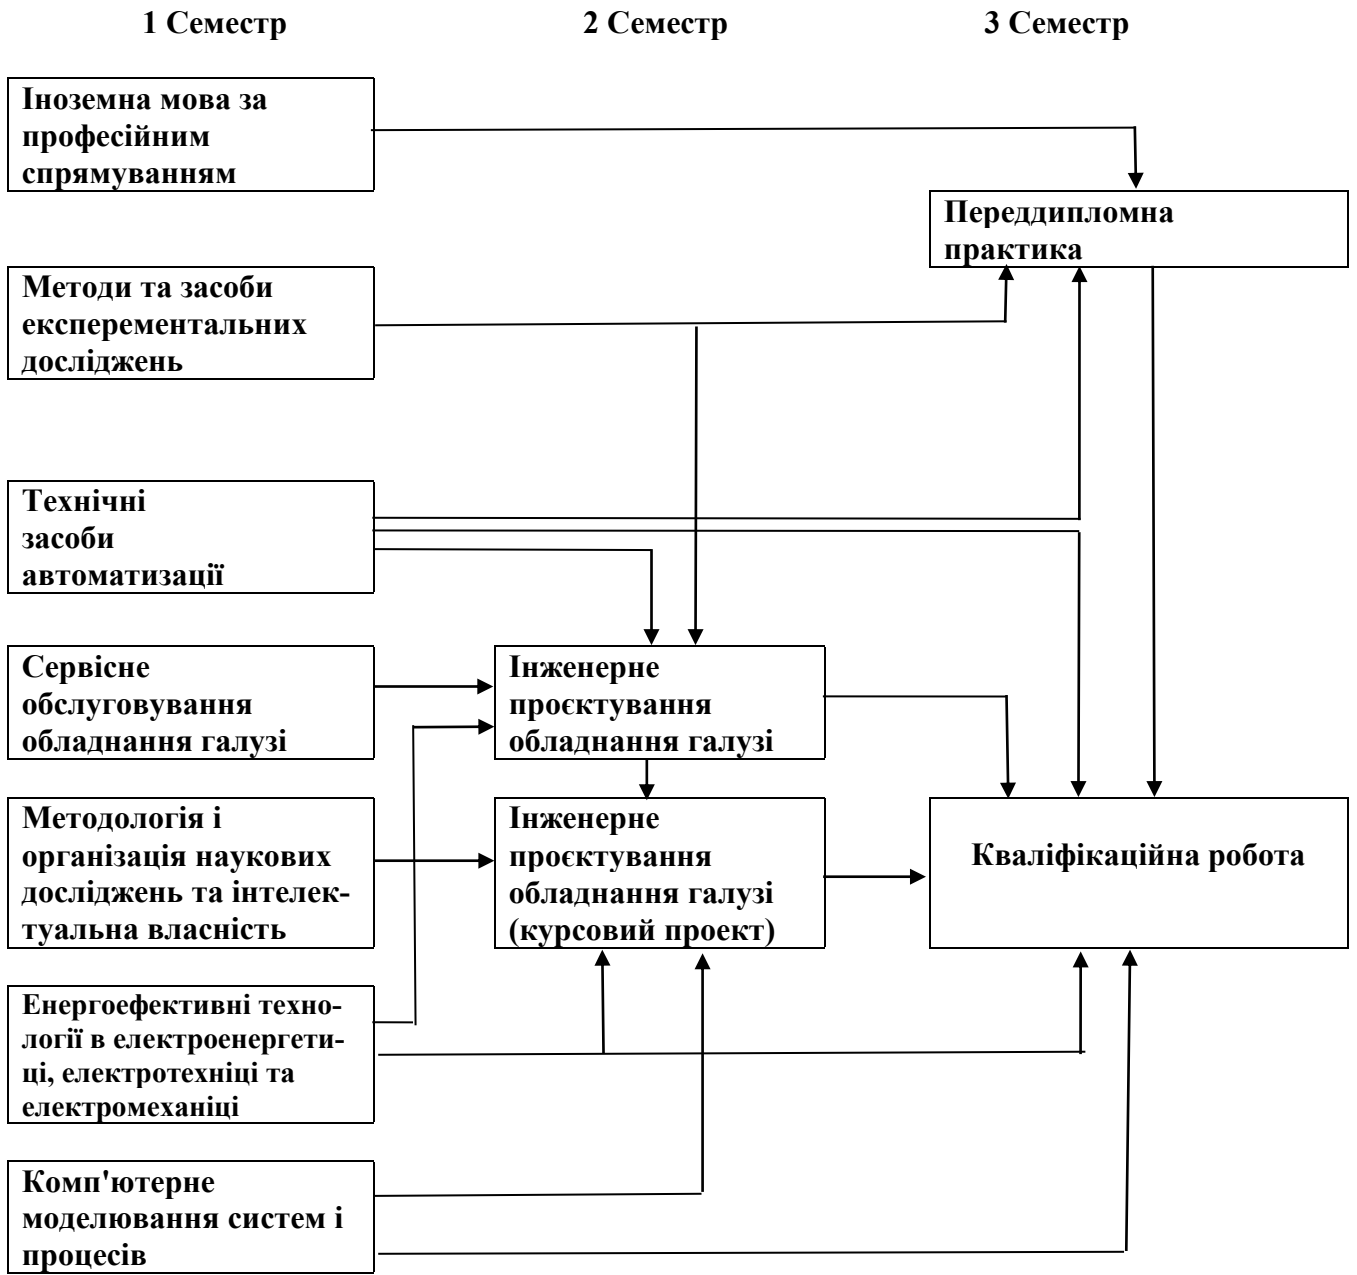 1 Семестр
2 Семестр
3 Семестр
Іноземна мова за
професійним
спрямуванням
Переддипломна
практика
Методи та засоби
експерементальних
досліджень
Технічні
засоби
автоматизації
Сервісне
обслуговування
обладнання галузі
Інженерне
проєктування
обладнання галузі
Методологія і
організація наукових
досліджень та інтелек-
туальна власність
Інженерне
проєктування
обладнання галузі
(курсовий проект)
Кваліфікаційна робота
Енергоефективні техно-
логії в електроенергети-
ці, електротехніці та
електромеханіці
Комп'ютерне
моделювання систем і
процесів